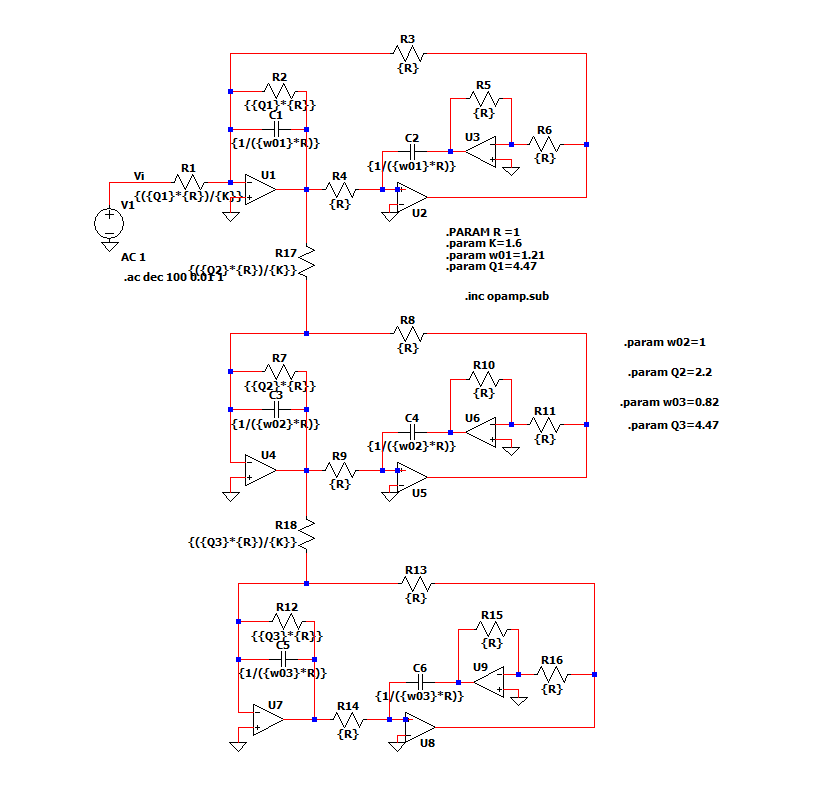 R3
{R}
R2
{{Q1}*{R}}
C1
{1/({w01}*R)}
R5
{R}
U3
R6
{R}
C2
{1/({w01}*R)}
Vi
R1
{({Q1}*{R})/{K}}
U1
R4
{R}
U2
V1
AC 1
.ac dec 100 0.01 1
R17
{({Q2}*{R})/{K}}
.PARAM R =1
.param K=1.6
.param w01=1.21
.param Q1=4.47
.inc opamp.sub
R8
{R}
R7
{{Q2}*{R}}
C3
{1/({w02}*R)}
R10
{R}
U6
R11
{R}
C4
{1/({w02}*R)}
.param w02=1
.param Q2=2.2
.param w03=0.82
.param Q3=4.47
U4
R9
{R}
U5
R18
{({Q3}*{R})/{K}}
R13
{R}
R12
{{Q3}*{R}}
C5
{1/({w03}*R)}
R15
{R}
U9
R16
{R}
C6
{1/({w03}*R)}
U7
R14
{R}
U8